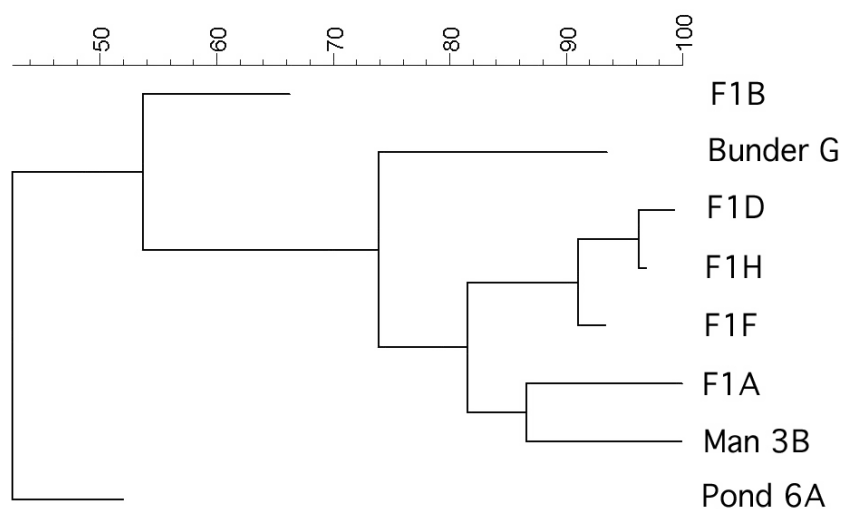 50 60 70 80 90 100
F1B
Bunder G
F1D
F1H
F1F
F1A
Man 3B
Pond 6A